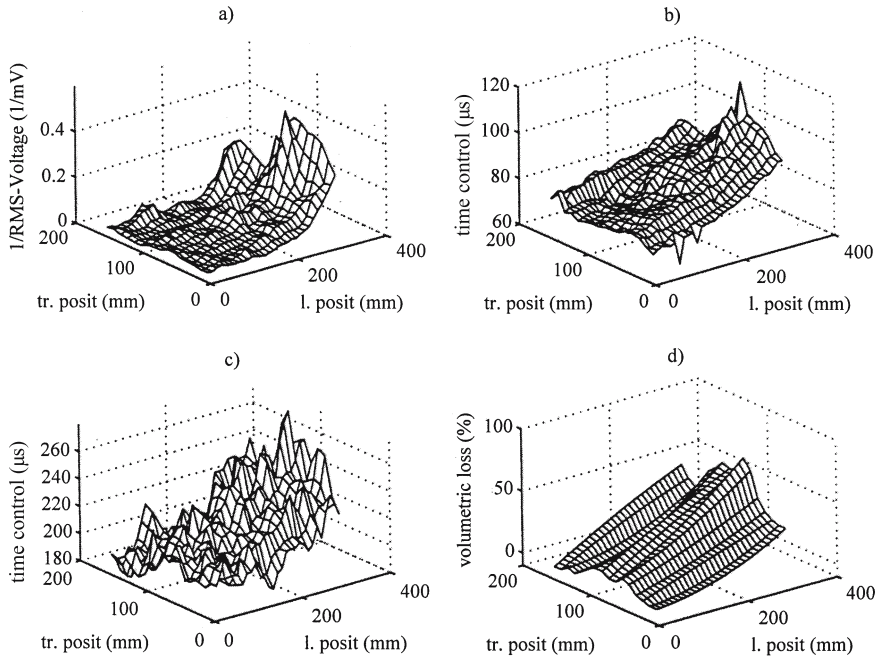 a)
1/RMS-Voltage (1/mV)
0.4
0.2
0
200
100
0
0
200
400
tr. posit (mm)
l. posit (mm)
b)
time control (µs)
120
100
80
60
200
100
0
0
200
400
tr. posit (mm)
l. posit (mm)
c)
time control (µs)
260
240
220
200
180
200
100
0
0
200
400
tr. posit (mm)
l. posit (mm)
d)
volumetric loss (%)
100
50
0
200
100
0
0
200
400
tr. posit (mm)
l. posit (mm)